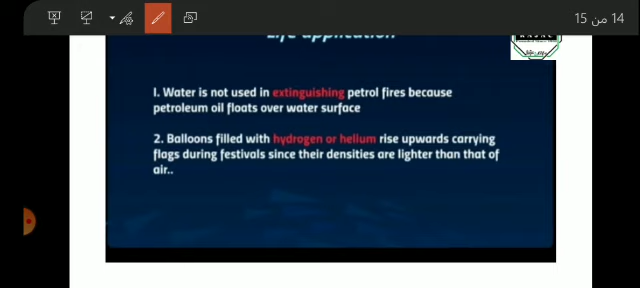 14 من 15
Life application
1. Water is not used in extinguishing petrol fires because
petroleum oil floats over water surface
2. Balloons filled with hydrogen or helium rise upwards carrying
flags during festivals since their densities are lighter than that of
air..